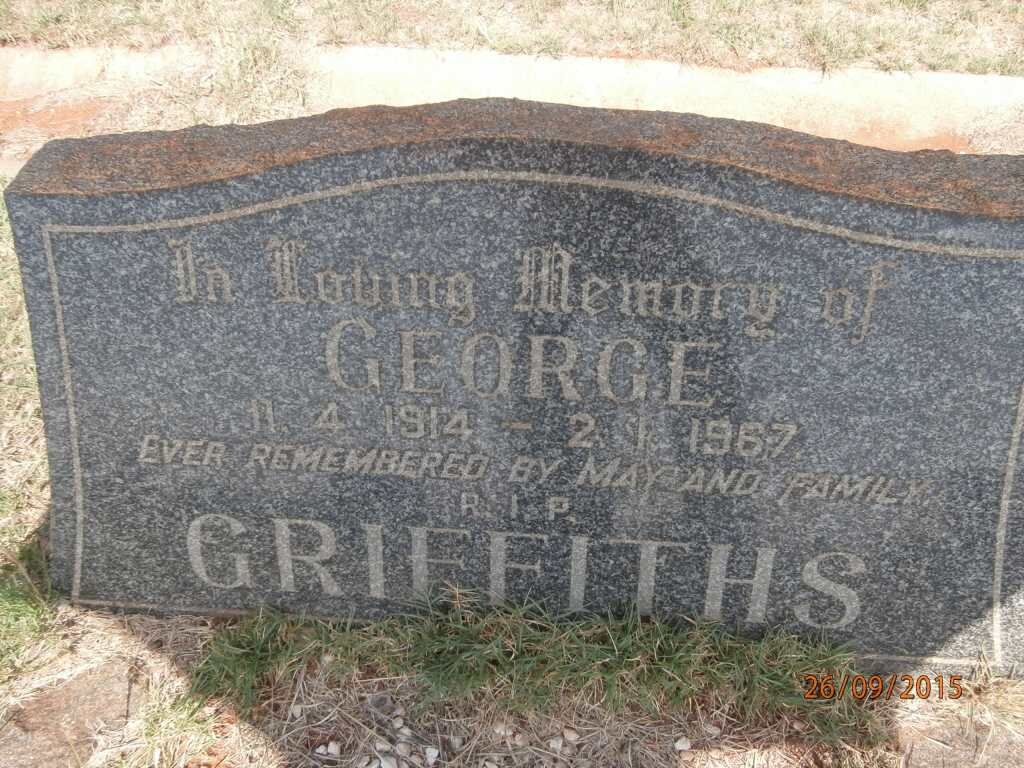 In Loving Memory of
GEORGE
11. 4. 1914 - 2. 1. 1967.
EVER REMEMBERED BY MAY AND FAMILY.
R. I. P.
GRIFFITHS
26/09/2015